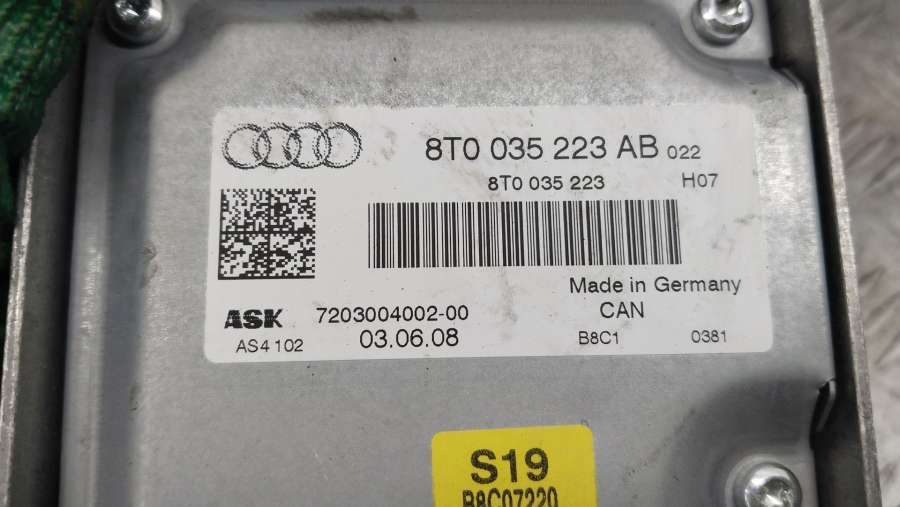 8T0 035 223 AB 022
8T0 035 223 H07
Made in Germany
ASK 7203004002-00 CAN
AS4 102 03.06.08 B8C1 0381
S19
B8C07220